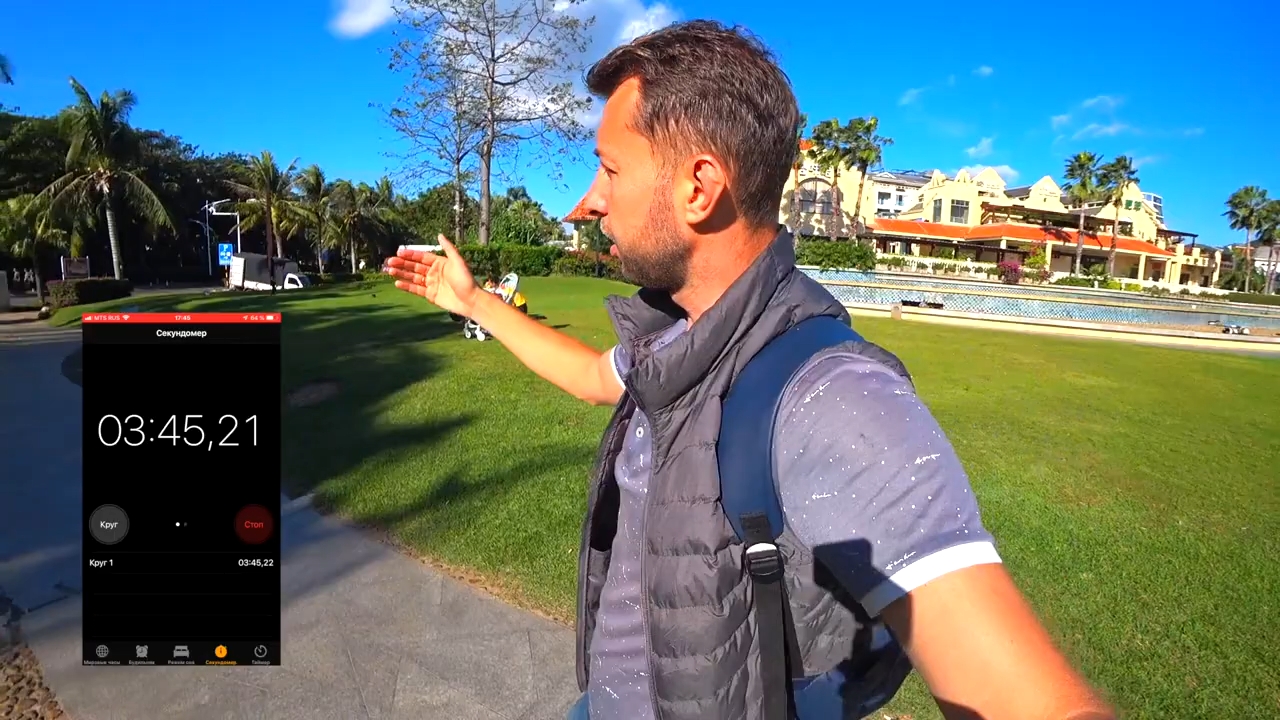 MTS RUS 17:45 64 %
Секундомер
03:45,21
Круг Стоп
Круг 1 03:45,22
Мировые часы Будильник Режим сна Секундомер Таймер